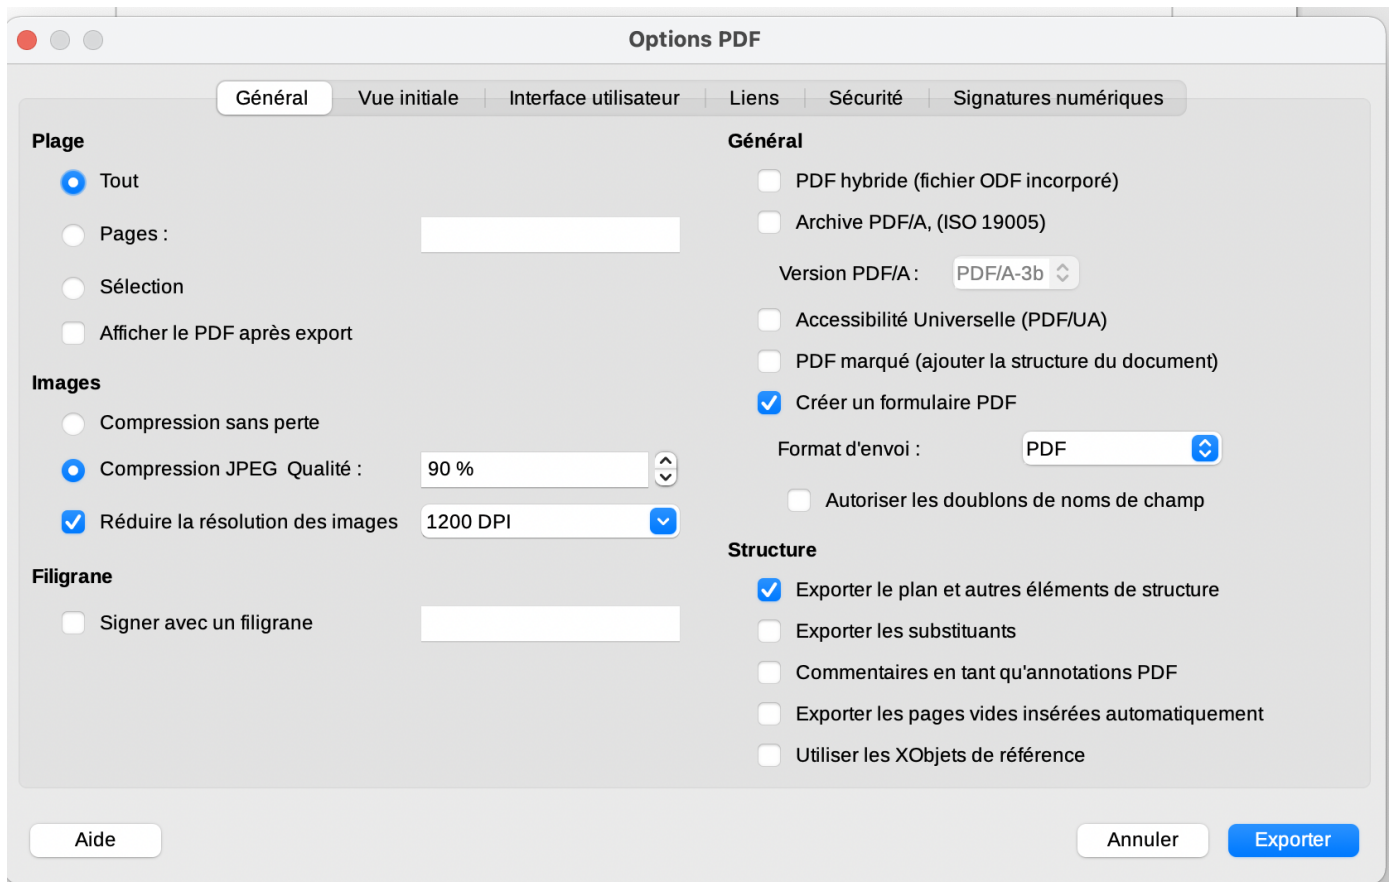 Options PDF
Général
Vue initiale
Interface utilisateur
Liens
Sécurité
Signatures numériques
Plage
Tout
Pages :
Sélection
Afficher le PDF après export
Images
Compression sans perte
Compression JPEG Qualité : 90 %
Réduire la résolution des images 1200 DPI
Filigrane
Signer avec un filigrane
Général
PDF hybride (fichier ODF incorporé)
Archive PDF/A, (ISO 19005)
Version PDF/A : PDF/A-3b
Accessibilité Universelle (PDF/UA)
PDF marqué (ajouter la structure du document)
Créer un formulaire PDF
Format d'envoi : PDF
Autoriser les doublons de noms de champ
Structure
Exporter le plan et autres éléments de structure
Exporter les substituants
Commentaires en tant qu'annotations PDF
Exporter les pages vides insérées automatiquement
Utiliser les XObjets de référence
Aide
Annuler
Exporter